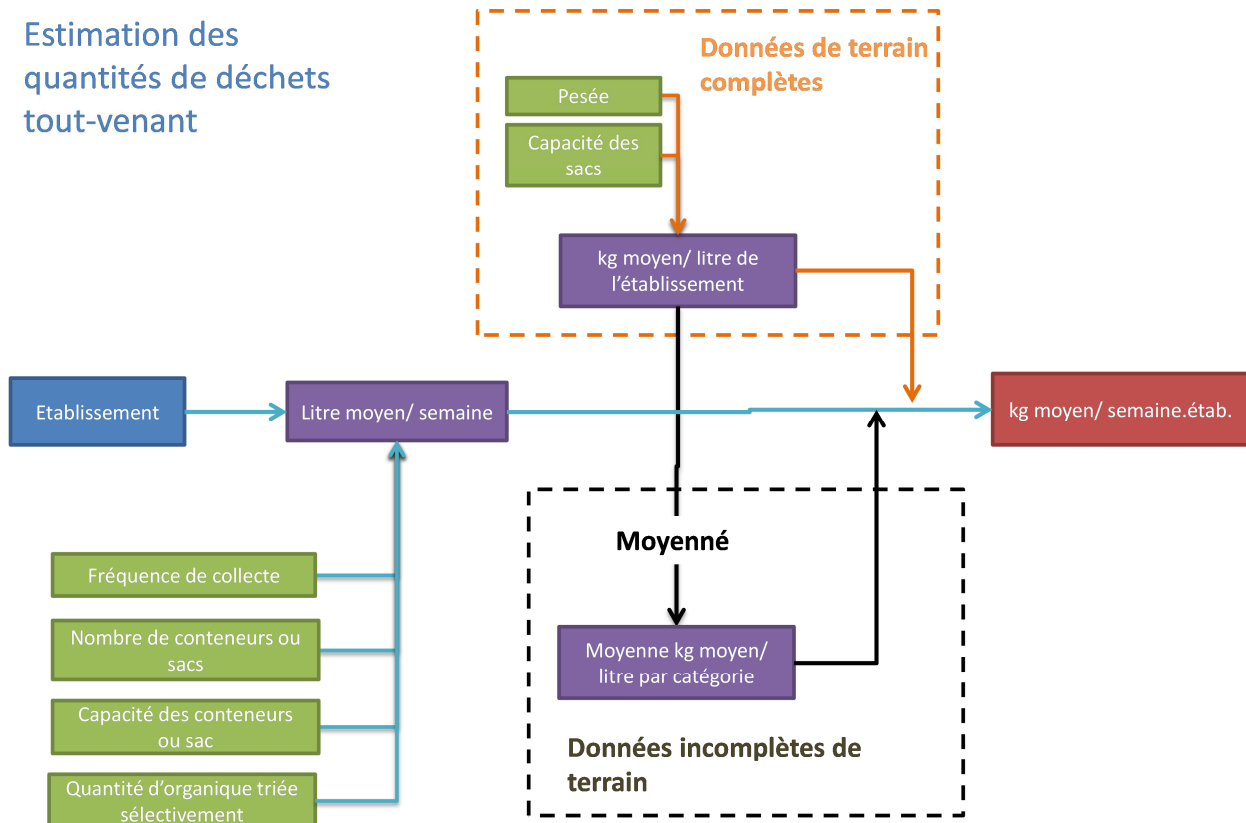 Estimation des
quantités de déchets
tout-venant
Données de terrain
complètes
Pesée
Capacité des
sacs
kg moyen/ litre de
l'établissement
Etablissement
Litre moyen/ semaine
kg moyen/ semaine.étab.
Moyenné
Fréquence de collecte
Nombre de conteneurs ou
sacs
Capacité des conteneurs
ou sac
Quantité d'organique triée
sélectivement
Moyenne kg moyen/
litre par catégorie
Données incomplètes de
terrain